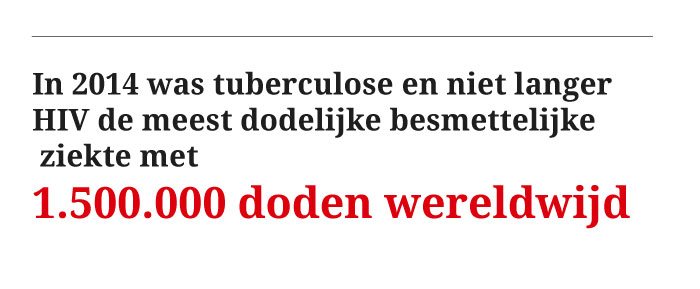 In 2014 was tuberculose en niet langer
HIV de meest dodelijke besmettelijke
ziekte met
1.500.000 doden wereldwijd